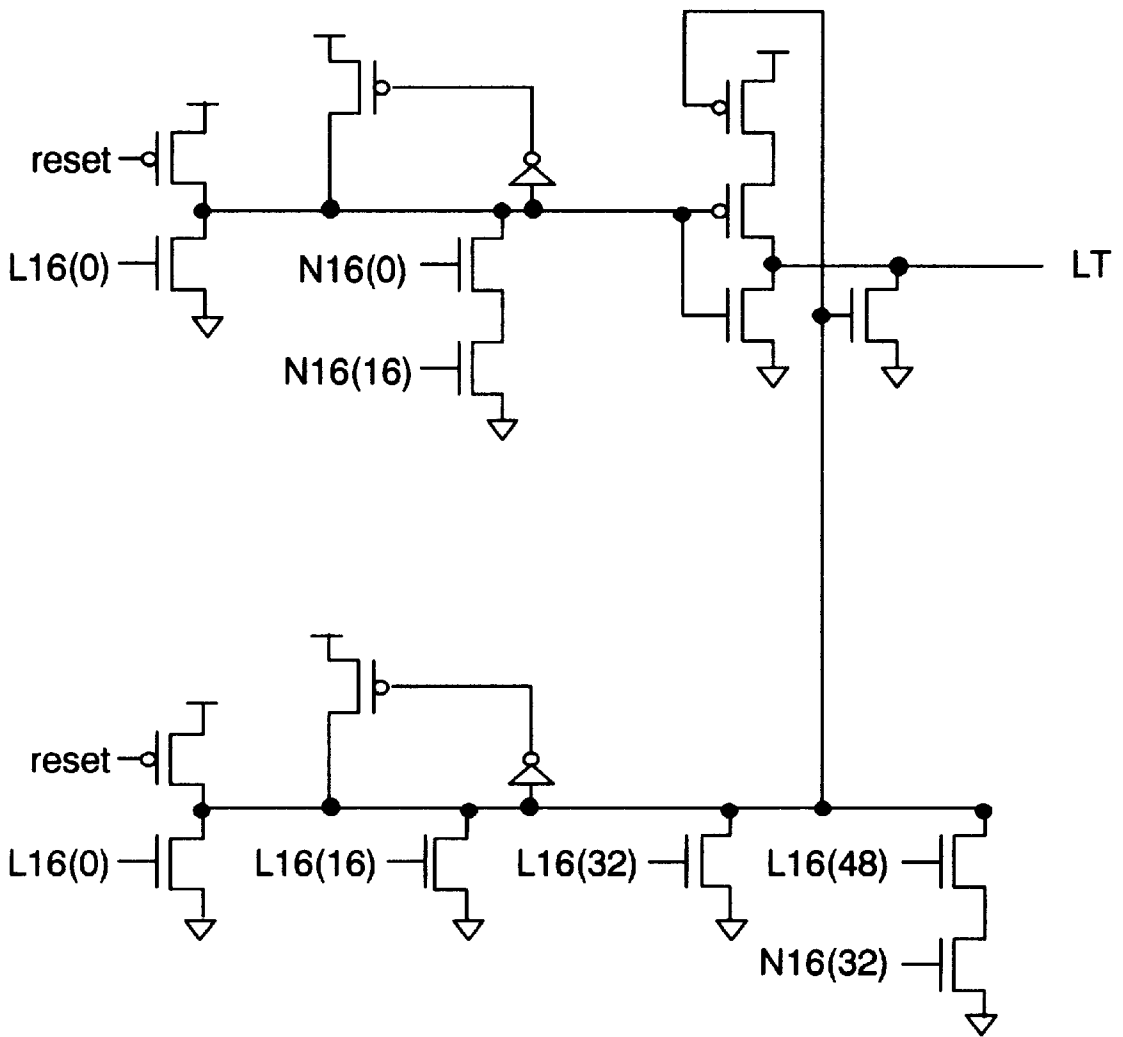 reset
L16(0)
N16(0)
LT
N16(16)
reset
L16(0)
L16(16)
L16(32)
L16(48)
N16(32)